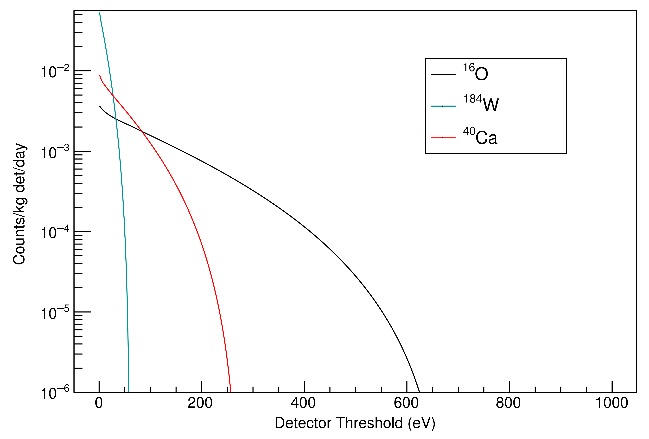 10⁻²
10⁻³
10⁻⁴
10⁻⁵
10⁻⁶
Counts/kg det/day
¹⁶O
¹⁸⁴W
⁴⁰Ca
0 200 400 600 800 1000
Detector Threshold (eV)